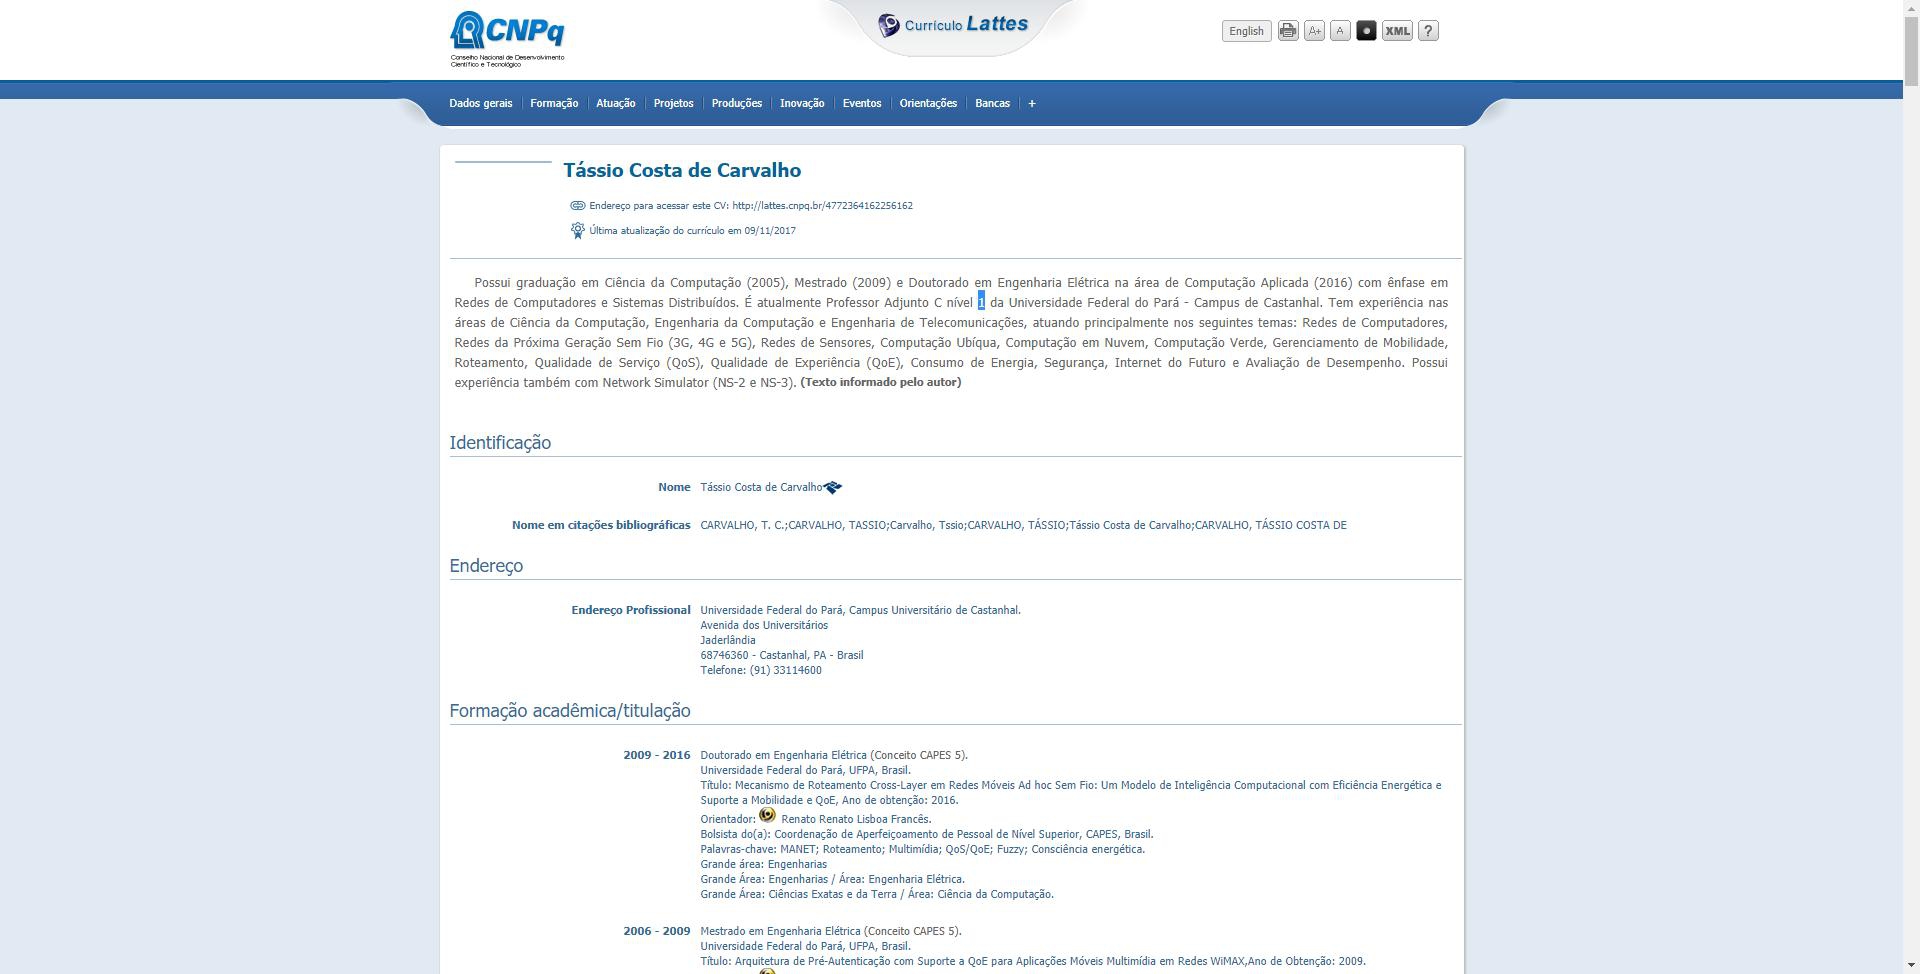 CNPq
Conselho Nacional de Desenvolvimento
Científico e Tecnológico
Currículo Lattes
English
A+
A
XML
?
Dados gerais
Formação
Atuação
Projetos
Produções
Inovação
Eventos
Orientações
Bancas
+
Tássio Costa de Carvalho
Endereço para acessar este CV: http://lattes.cnpq.br/4772364162256162
Última atualização do currículo em 09/11/2017
Possui graduação em Ciência da Computação (2005), Mestrado (2009) e Doutorado em Engenharia Elétrica na área de Computação Aplicada (2016) com ênfase em
Redes de Computadores e Sistemas Distribuídos. É atualmente Professor Adjunto C nível 1 da Universidade Federal do Pará - Campus de Castanhal. Tem experiência nas
áreas de Ciência da Computação, Engenharia da Computação e Engenharia de Telecomunicações, atuando principalmente nos seguintes temas: Redes de Computadores,
Redes da Próxima Geração Sem Fio (3G, 4G e 5G), Redes de Sensores, Computação Ubíqua, Computação em Nuvem, Computação Verde, Gerenciamento de Mobilidade,
Roteamento, Qualidade de Serviço (QoS), Qualidade de Experiência (QoE), Consumo de Energia, Segurança, Internet do Futuro e Avaliação de Desempenho. Possui
experiência também com Network Simulator (NS-2 e NS-3). (Texto informado pelo autor)
Identificação
Nome Tássio Costa de Carvalho
Nome em citações bibliográficas CARVALHO, T. C.;CARVALHO, TASSIO;Carvalho, Tssio;CARVALHO, TÁSSIO;Tássio Costa de Carvalho;CARVALHO, TÁSSIO COSTA DE
Endereço
Endereço Profissional Universidade Federal do Pará, Campus Universitário de Castanhal.
Avenida dos Universitários
Jaderlândia
68746360 - Castanhal, PA - Brasil
Telefone: (91) 33114600
Formação acadêmica/titulação
2009 - 2016 Doutorado em Engenharia Elétrica (Conceito CAPES 5).
Universidade Federal do Pará, UFPA, Brasil.
Título: Mecanismo de Roteamento Cross-Layer em Redes Móveis Ad hoc Sem Fio: Um Modelo de Inteligência Computacional com Eficiência Energética e
Suporte a Mobilidade e QoE, Ano de obtenção: 2016.
Orientador: Renato Renato Lisboa Francês.
Bolsista do(a): Coordenação de Aperfeiçoamento de Pessoal de Nível Superior, CAPES, Brasil.
Palavras-chave: MANET; Roteamento; Multimídia; QoS/QoE; Fuzzy; Consciência energética.
Grande área: Engenharias
Grande Área: Engenharias / Área: Engenharia Elétrica.
Grande Área: Ciências Exatas e da Terra / Área: Ciência da Computação.
2006 - 2009 Mestrado em Engenharia Elétrica (Conceito CAPES 5).
Universidade Federal do Pará, UFPA, Brasil.
Título: Arquitetura de Pré-Autenticação com Suporte a QoE para Aplicações Móveis Multimídia em Redes WiMAX,Ano de Obtenção: 2009.